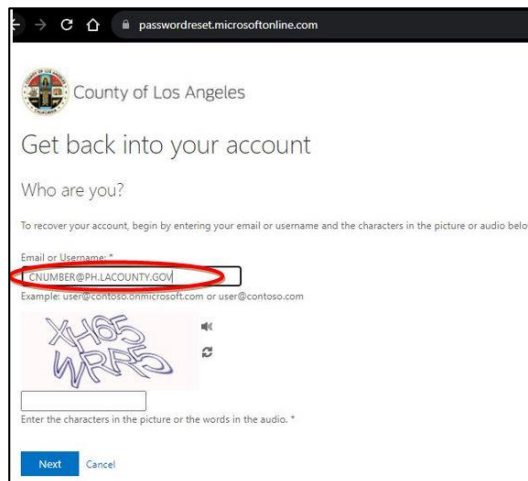 passwordreset.microsoftonline.com
County of Los Angeles
Get back into your account
Who are you?
To recover your account, begin by entering your email or username and the characters in the picture or audio belo
Email or Username: *
CNUMBER@PH.LACOUNTY.GOV
Example: user@contoso.onmicrosoft.com or user@contoso.com
XH65
WRR5
Enter the characters in the picture or the words in the audio. *
Next Cancel